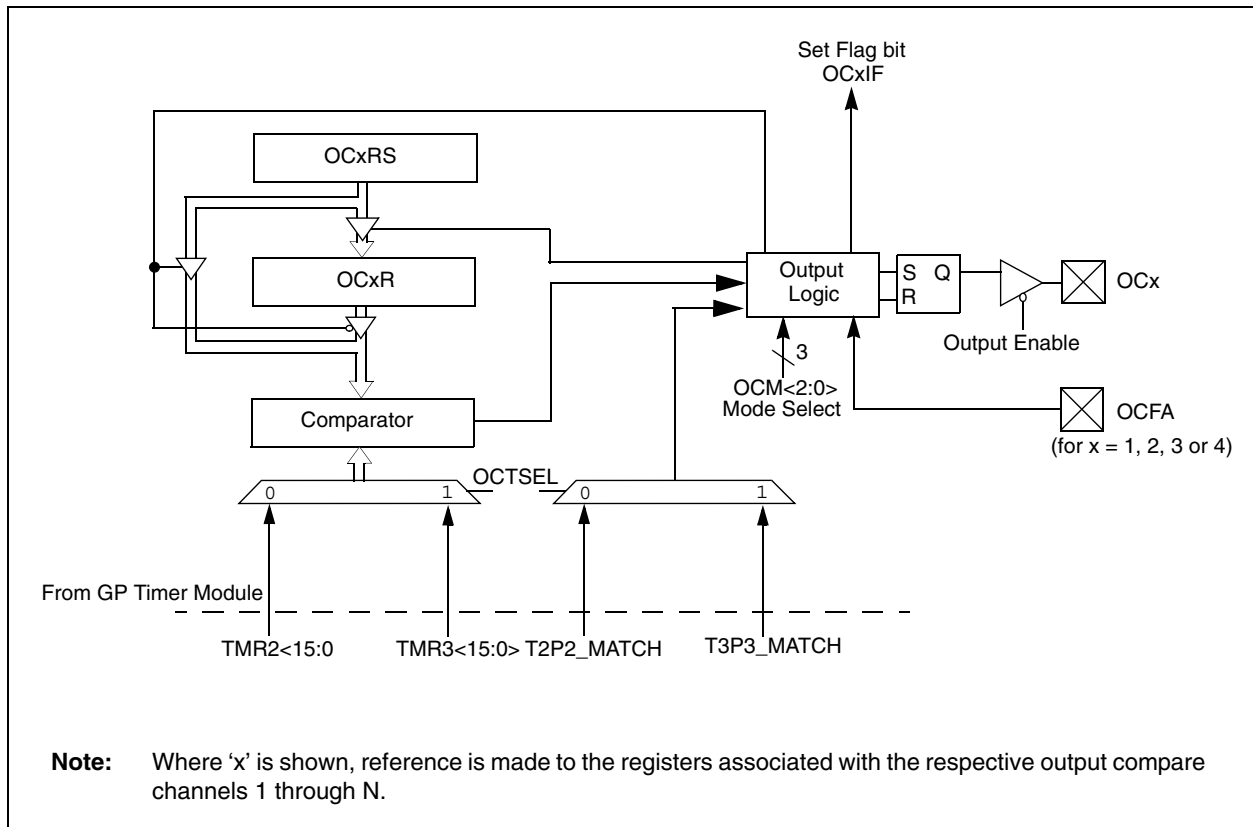 Set Flag bit
OCxIF
OCxRS
OCxR
Output
Logic
S Q
R
OCx
Output Enable
3
OCM<2:0>
Mode Select
Comparator
OCFA
(for x = 1, 2, 3 or 4)
0 1 OCTSEL 0 1
From GP Timer Module
TMR2<15:0 TMR3<15:0> T2P2_MATCH T3P3_MATCH
Note: Where ‘x’ is shown, reference is made to the registers associated with the respective output compare
channels 1 through N.